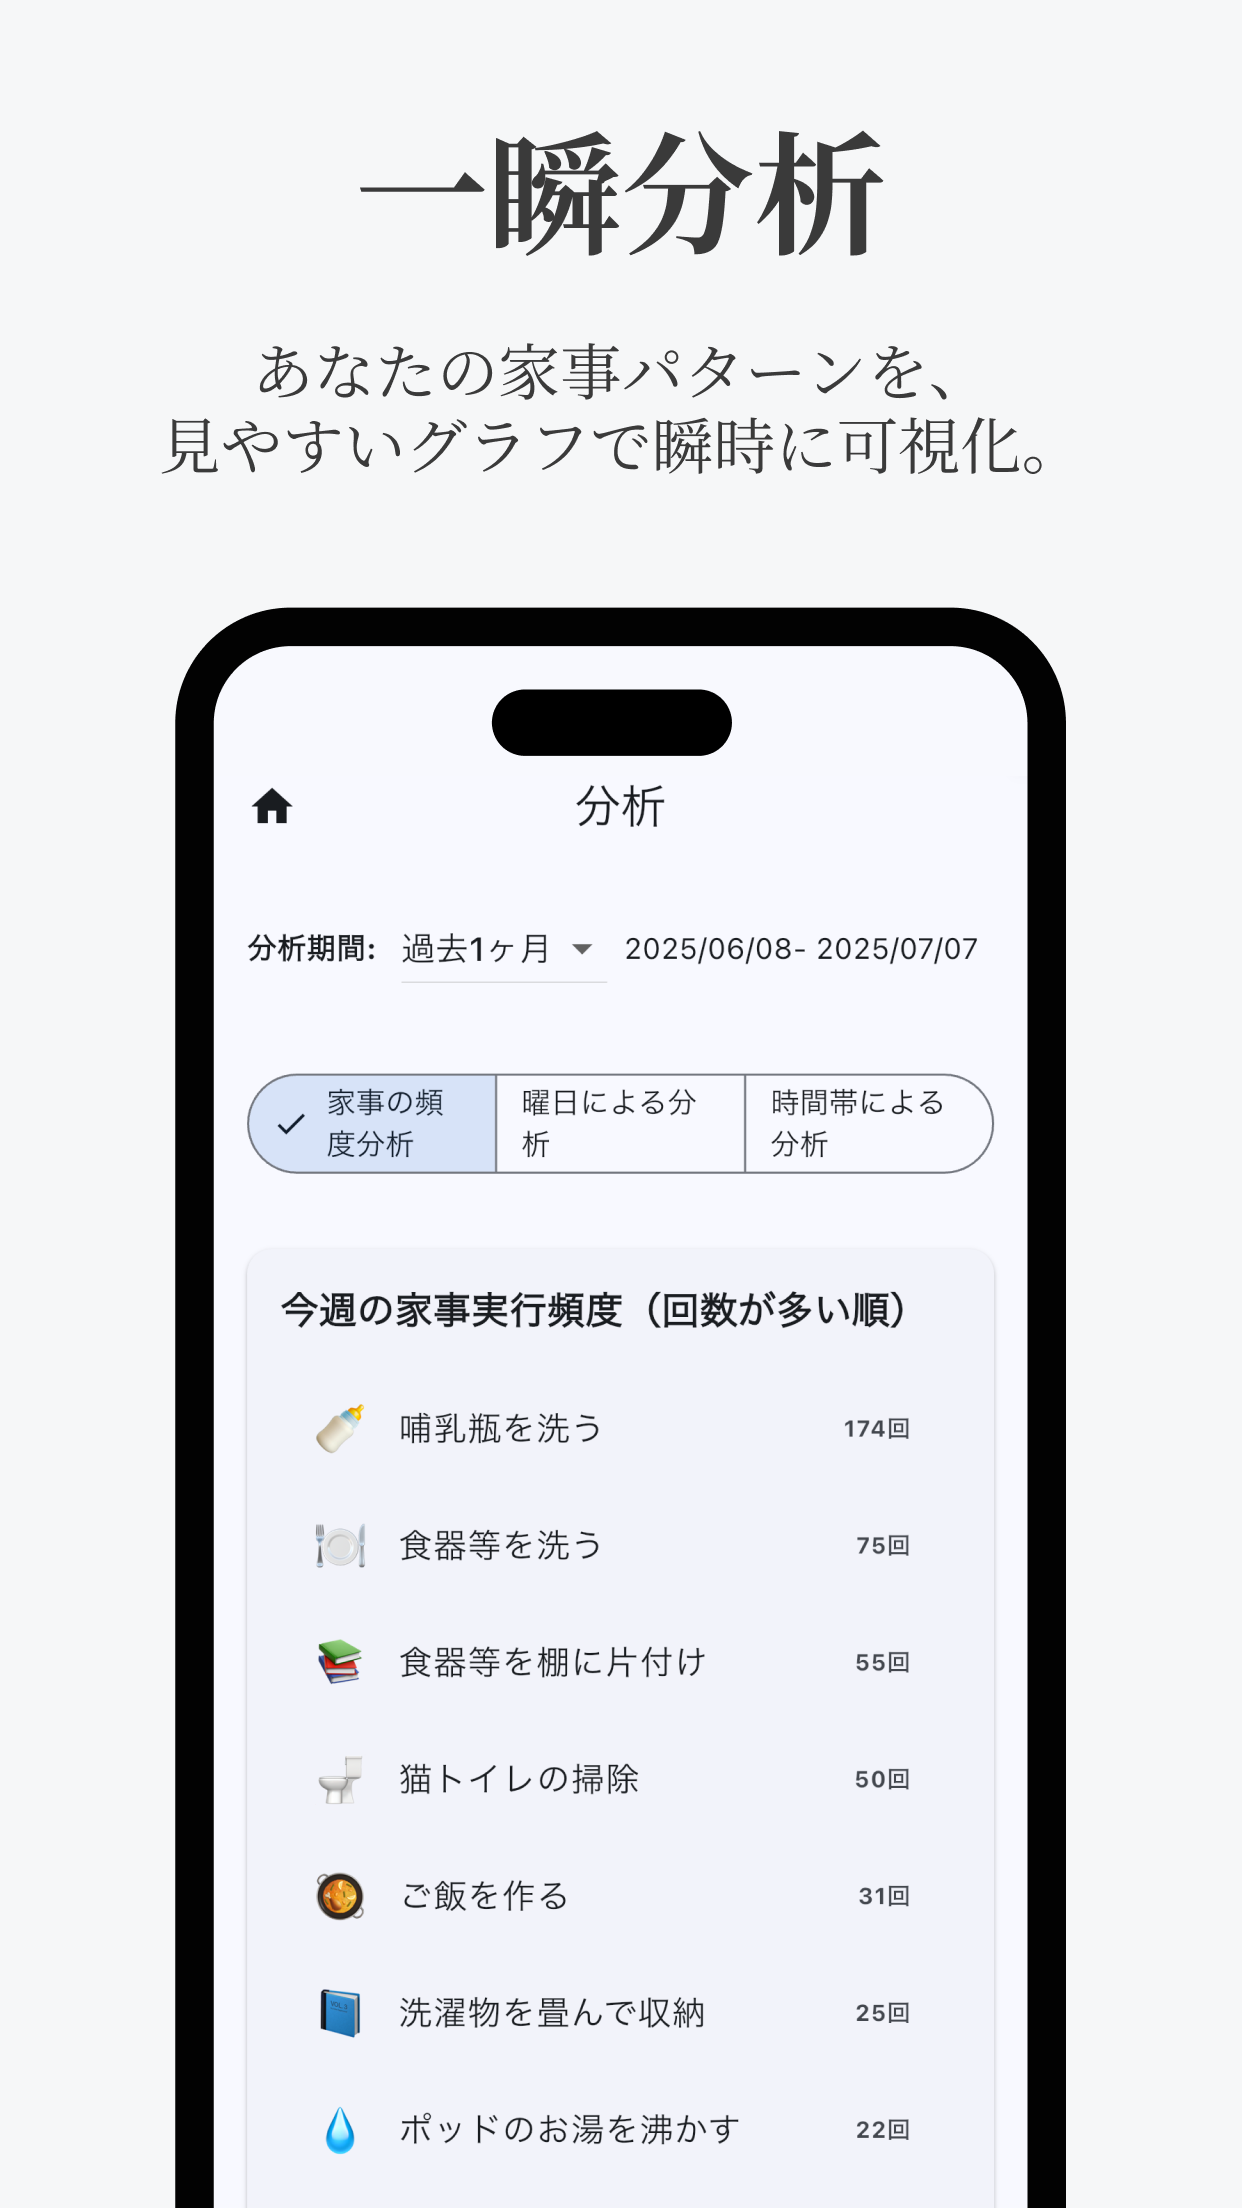 一瞬分析
あなたの家事パターンを、
見やすいグラフで瞬時に可視化。
分析
分析期間: 過去1ヶ月 2025/06/08- 2025/07/07
家事の頻
度分析
曜日による分
析
時間帯による
分析
今週の家事実行頻度（回数が多い順）
哺乳瓶を洗う 174回
食器等を洗う 75回
食器等を棚に片付け 55回
猫トイレの掃除 50回
ご飯を作る 31回
洗濯物を畳んで収納 25回
ポッドのお湯を沸かす 22回